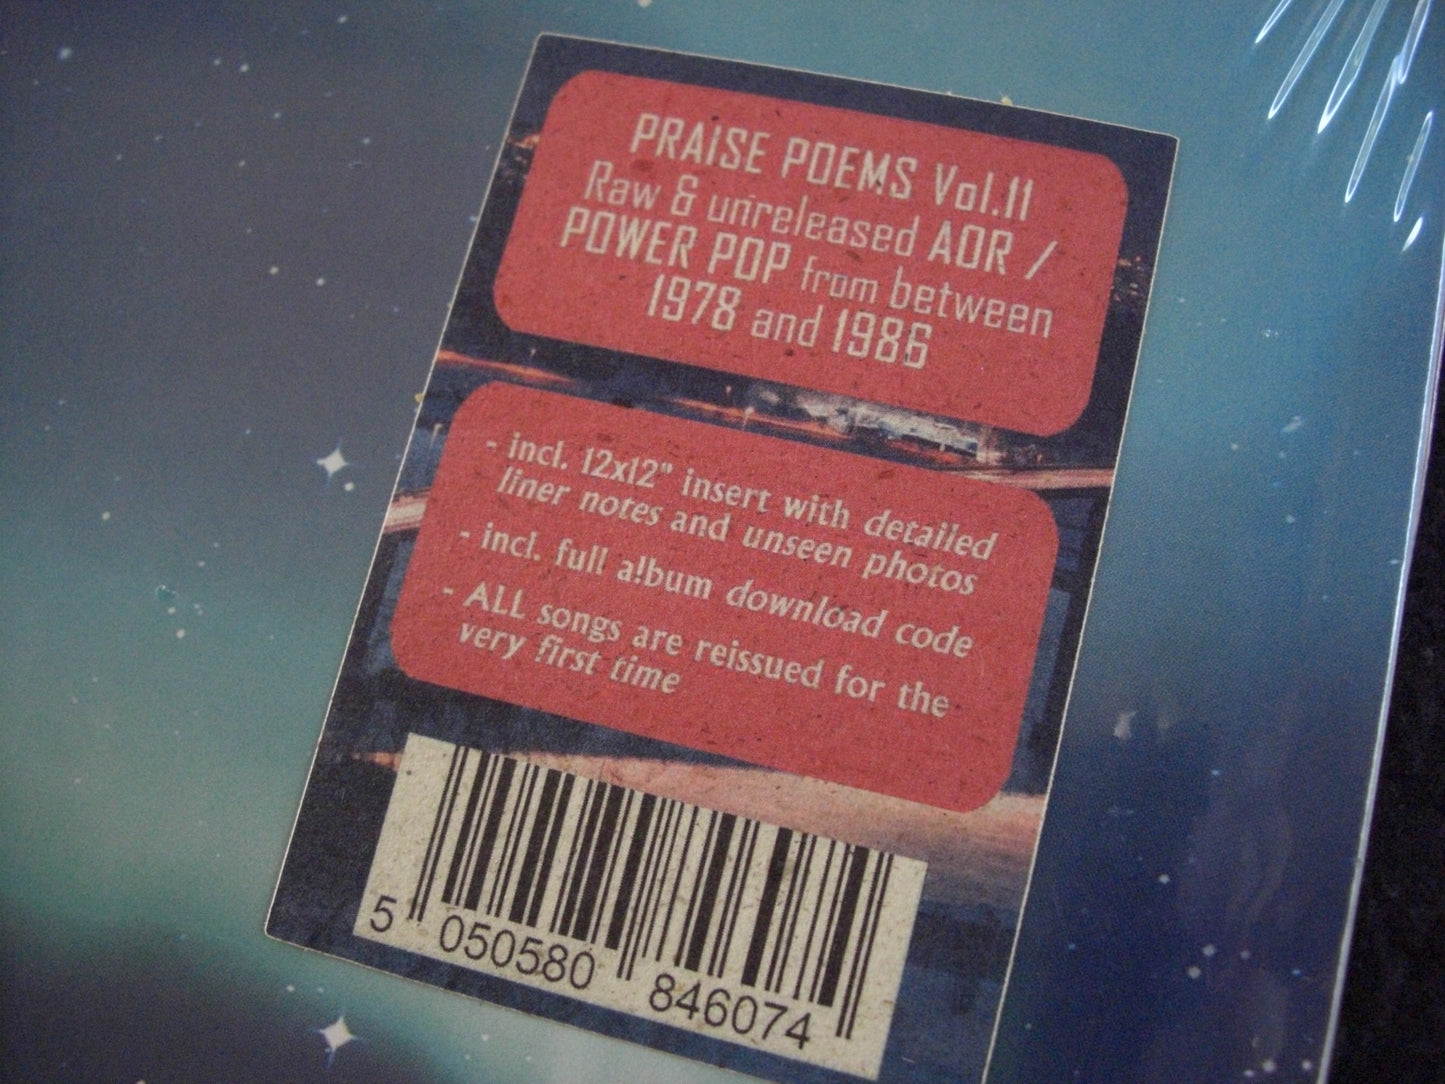 PRAISE POEMS Vol.11
Raw & unreleased AOR /
POWER POP from between
1978 and 1986
- incl. 12x12" insert with detailed
liner notes and unseen photos
- incl. full album download code
- ALL songs are reissued for the
very first time
5 050580 846074